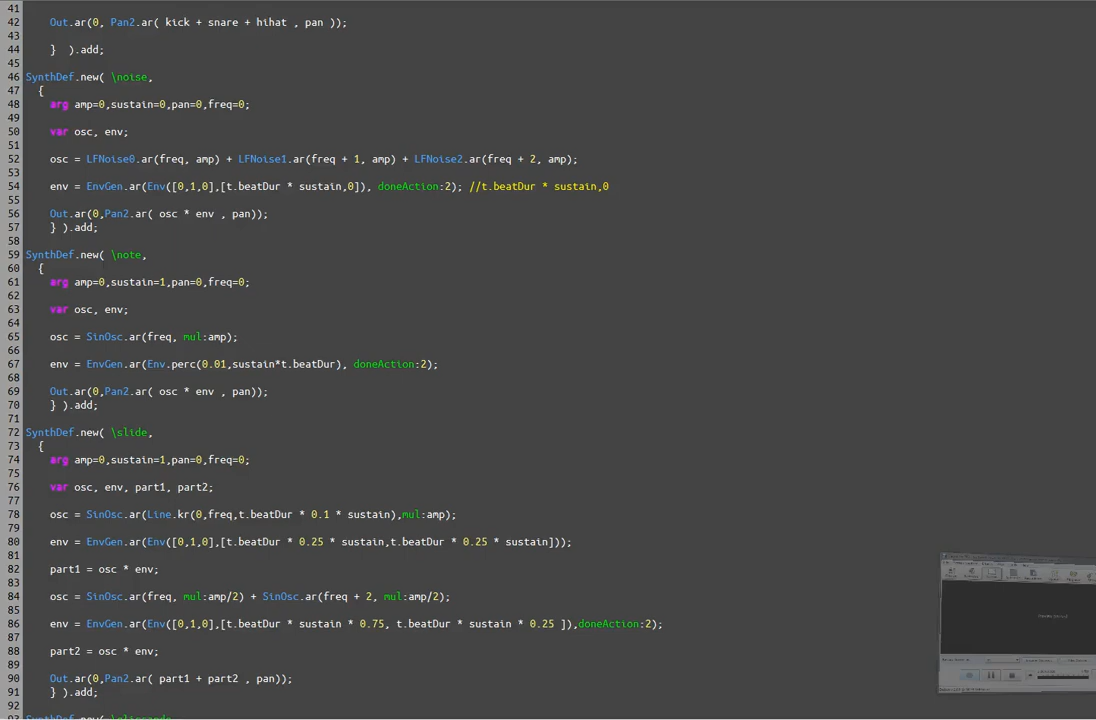 41
42 Out.ar(0, Pan2.ar( kick + snare + hihat , pan ));
43
44 } ).add;
45
46 SynthDef.new( \noise,
47 {
48 arg amp=0,sustain=0,pan=0,freq=0;
49
50 var osc, env;
51
52 osc = LFNoise0.ar(freq, amp) + LFNoise1.ar(freq + 1, amp) + LFNoise2.ar(freq + 2, amp);
53
54 env = EnvGen.ar(Env([0,1,0],[t.beatDur * sustain,0]), doneAction:2); //t.beatDur * sustain,0
55
56 Out.ar(0,Pan2.ar( osc * env , pan));
57 } ).add;
58
59 SynthDef.new( \note,
60 {
61 arg amp=0,sustain=1,pan=0,freq=0;
62
63 var osc, env;
64
65 osc = SinOsc.ar(freq, mul:amp);
66
67 env = EnvGen.ar(Env.perc(0.01,sustain*t.beatDur), doneAction:2);
68
69 Out.ar(0,Pan2.ar( osc * env , pan));
70 } ).add;
71
72 SynthDef.new( \slide,
73 {
74 arg amp=0,sustain=1,pan=0,freq=0;
75
76 var osc, env, part1, part2;
77
78 osc = SinOsc.ar(Line.kr(0,freq,t.beatDur * 0.1 * sustain),mul:amp);
79
80 env = EnvGen.ar(Env([0,1,0],[t.beatDur * 0.25 * sustain,t.beatDur * 0.25 * sustain]));
81
82 part1 = osc * env;
83
84 osc = SinOsc.ar(freq, mul:amp/2) + SinOsc.ar(freq + 2, mul:amp/2);
85
86 env = EnvGen.ar(Env([0,1,0],[t.beatDur * sustain * 0.75, t.beatDur * sustain * 0.25 ]),doneAction:2);
87
88 part2 = osc * env;
89
90 Out.ar(0,Pan2.ar( part1 + part2 , pan));
91 } ).add;
92